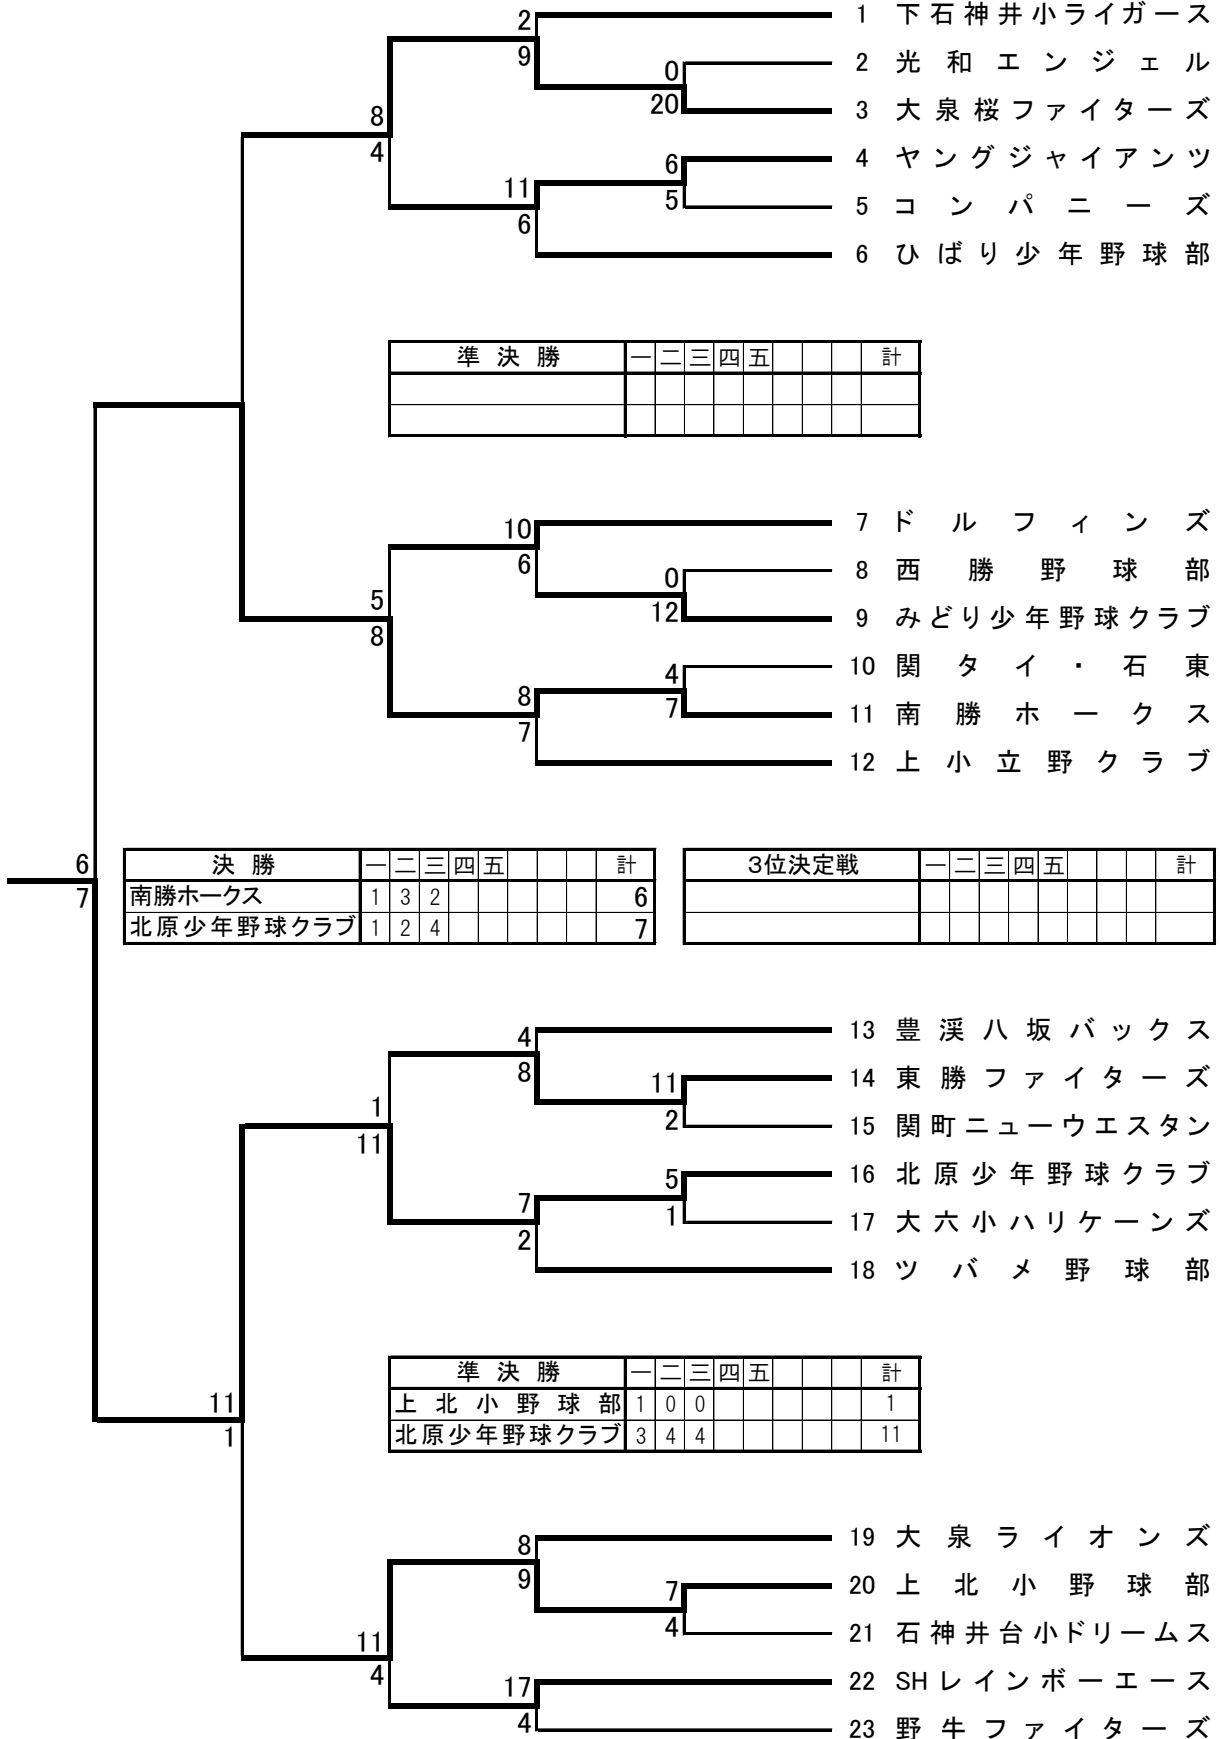 2 1 下石神井小ライガース
9
0 2 光和エンジェル
20 3 大泉桜ファイターズ
8
4
6 4 ヤングジャイアンツ
11
5 5 コンパニーズ
6
6 ひばり少年野球部
準決勝 一 二 三 四 五 計
10 7 ドルフィンズ
6
0 8 西勝野球部
12 9 みどり少年野球クラブ
5
8
4 10 関タイ・石東
8
7 11 南勝ホークス
7
12 上小立野クラブ
6
7
決勝 一 二 三 四 五 計
南勝ホークス 1 3 2 6
北原少年野球クラブ 1 2 4 7
3位決定戦 一 二 三 四 五 計
4 13 豊渓八坂バックス
8
11 14 東勝ファイターズ
2 15 関町ニューウエスタン
1
11
5 16 北原少年野球クラブ
7
1 17 大六小ハリケーンズ
2
18 ツバメ野球部
準決勝 一 二 三 四 五 計
上北小野球部 1 0 0 1
北原少年野球クラブ 3 4 4 11
11
1
8 19 大泉ライオンズ
9
7 20 上北小野球部
4 21 石神井台小ドリームス
11
4
17 22 SHレインボーエース
4 23 野牛ファイターズ